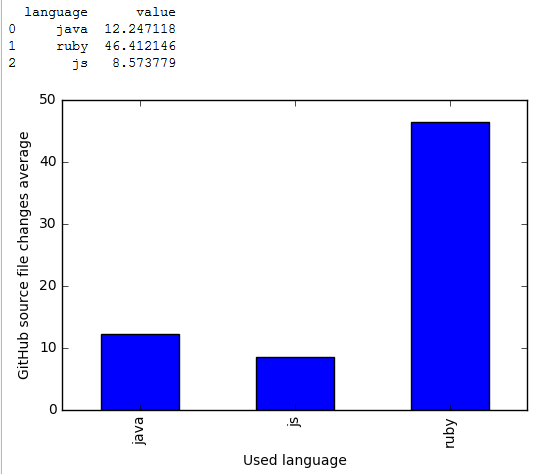 language value
0 java 12.247118
1 ruby 46.412146
2 js 8.573779
GitHub source file changes average
50
40
30
20
10
0
java
js
ruby
Used language